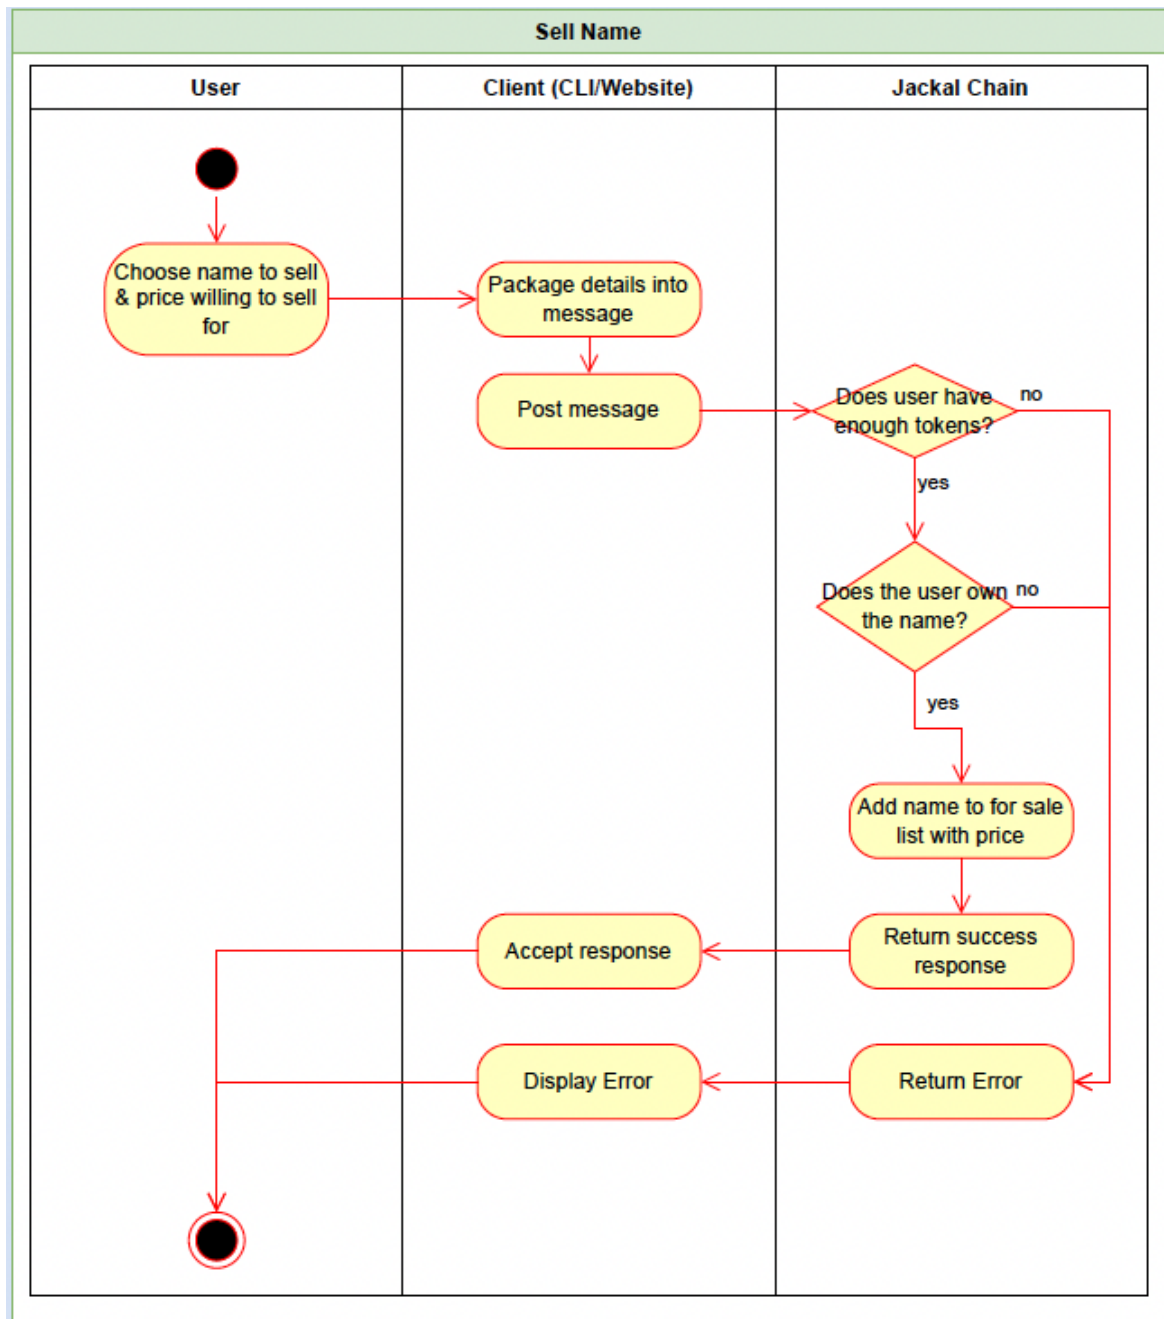 Sell Name
User
Client (CLI/Website)
Jackal Chain
Choose name to sell
& price willing to sell
for
Package details into
message
Post message
Does user have
enough tokens?
no
yes
Does the user own
the name?
no
yes
Add name to for sale
list with price
Accept response
Return success
response
Display Error
Return Error